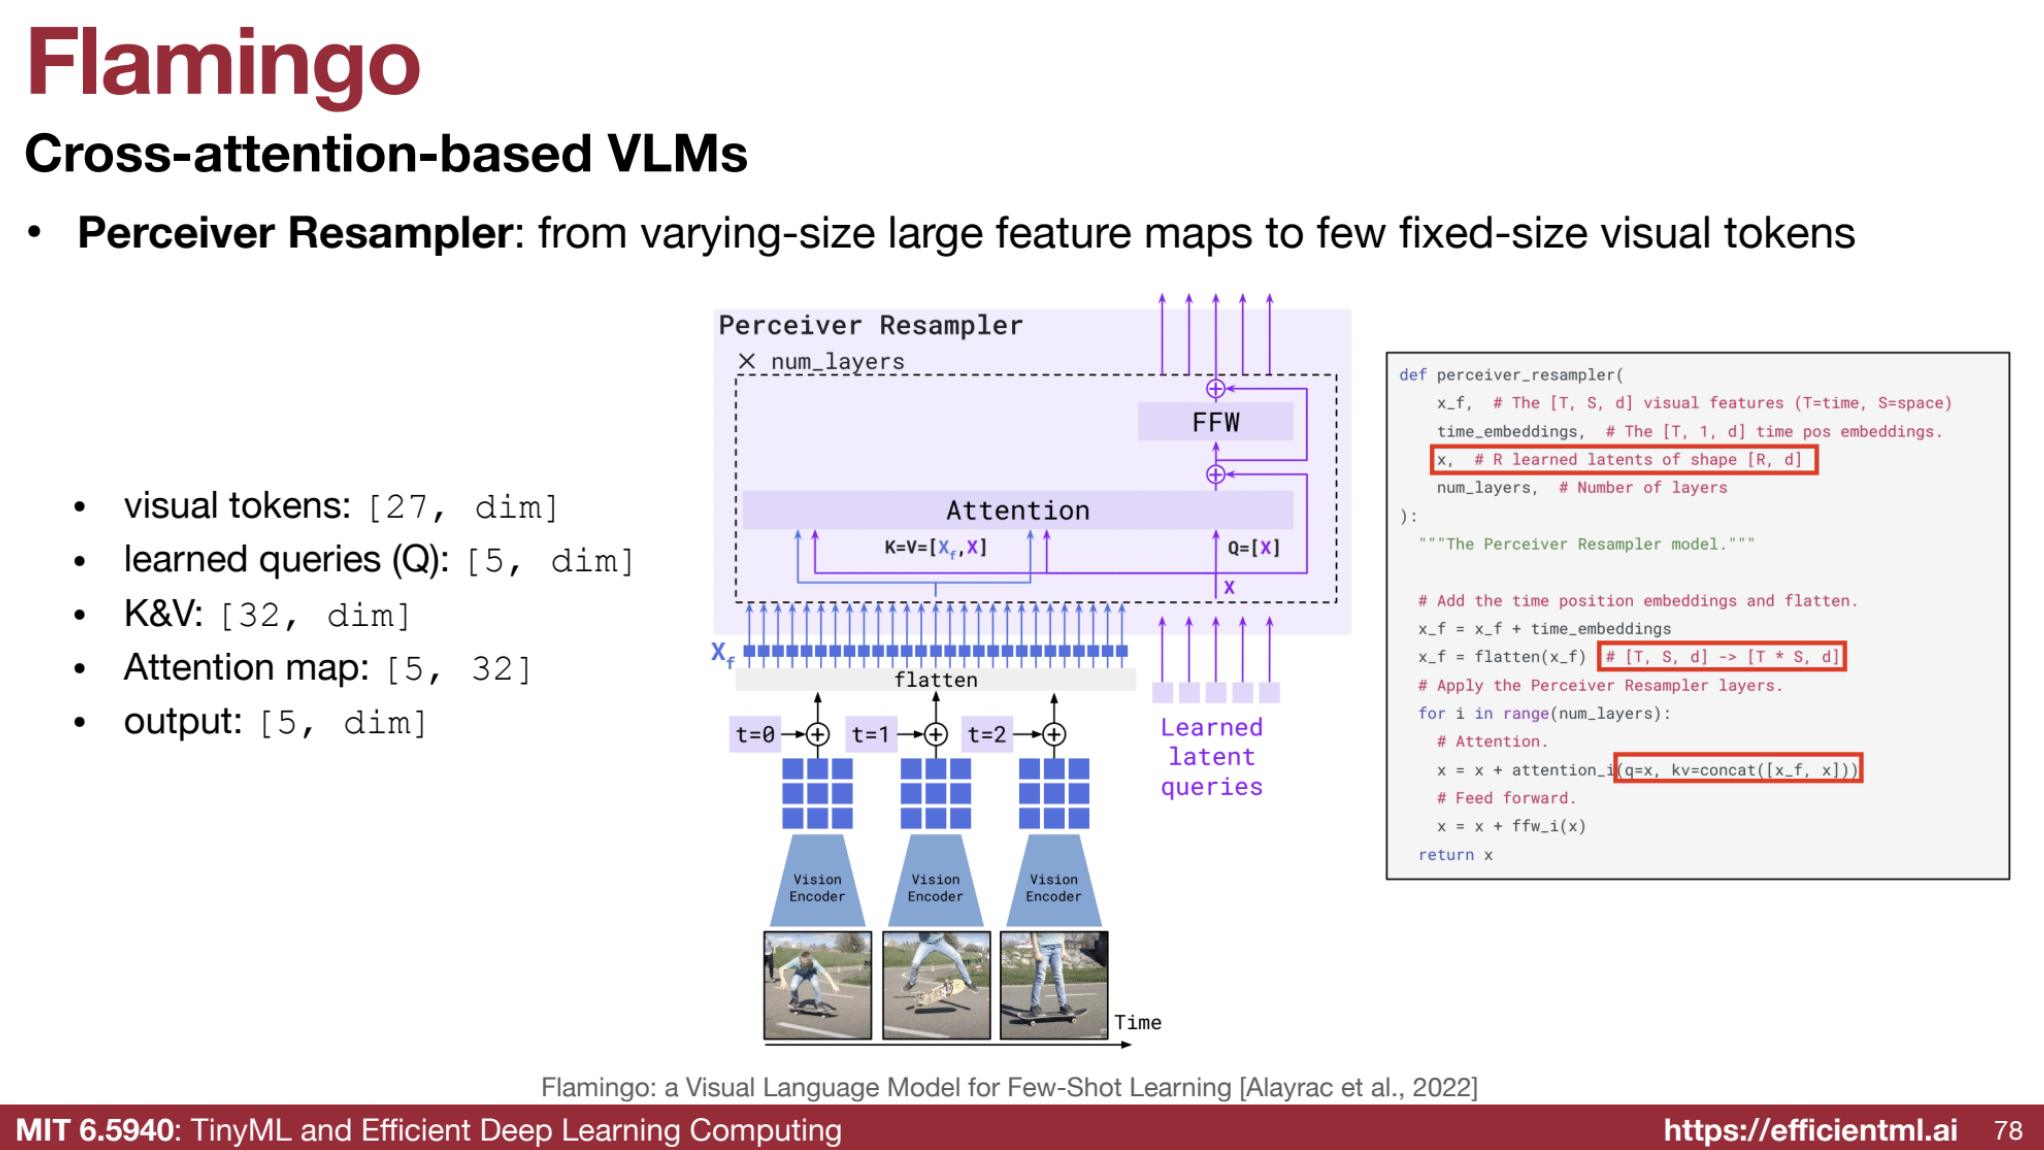 Flamingo
Cross-attention-based VLMs
• Perceiver Resampler: from varying-size large feature maps to few fixed-size visual tokens
• visual tokens: [27, dim]
• learned queries (Q): [5, dim]
• K&V: [32, dim]
• Attention map: [5, 32]
• output: [5, dim]
Perceiver Resampler
× num_layers
FFW
Attention
K=V=[Xf,X]
Q=[X]
X
Xf
flatten
t=0
t=1
t=2
Learned
latent
queries
Vision
Encoder
Vision
Encoder
Vision
Encoder
Time
def perceiver_resampler(
x_f, # The [T, S, d] visual features (T=time, S=space)
time_embeddings, # The [T, 1, d] time pos embeddings.
x, # R learned latents of shape [R, d]
num_layers, # Number of layers
):
"""The Perceiver Resampler model."""
# Add the time position embeddings and flatten.
x_f = x_f + time_embeddings
x_f = flatten(x_f) # [T, S, d] -> [T * S, d]
# Apply the Perceiver Resampler layers.
for i in range(num_layers):
# Attention.
x = x + attention_i(q=x, kv=concat([x_f, x]))
# Feed forward.
x = x + ffw_i(x)
return x
Flamingo: a Visual Language Model for Few-Shot Learning [Alayrac et al., 2022]
MIT 6.5940: TinyML and Efficient Deep Learning Computing
https://efficientml.ai
78